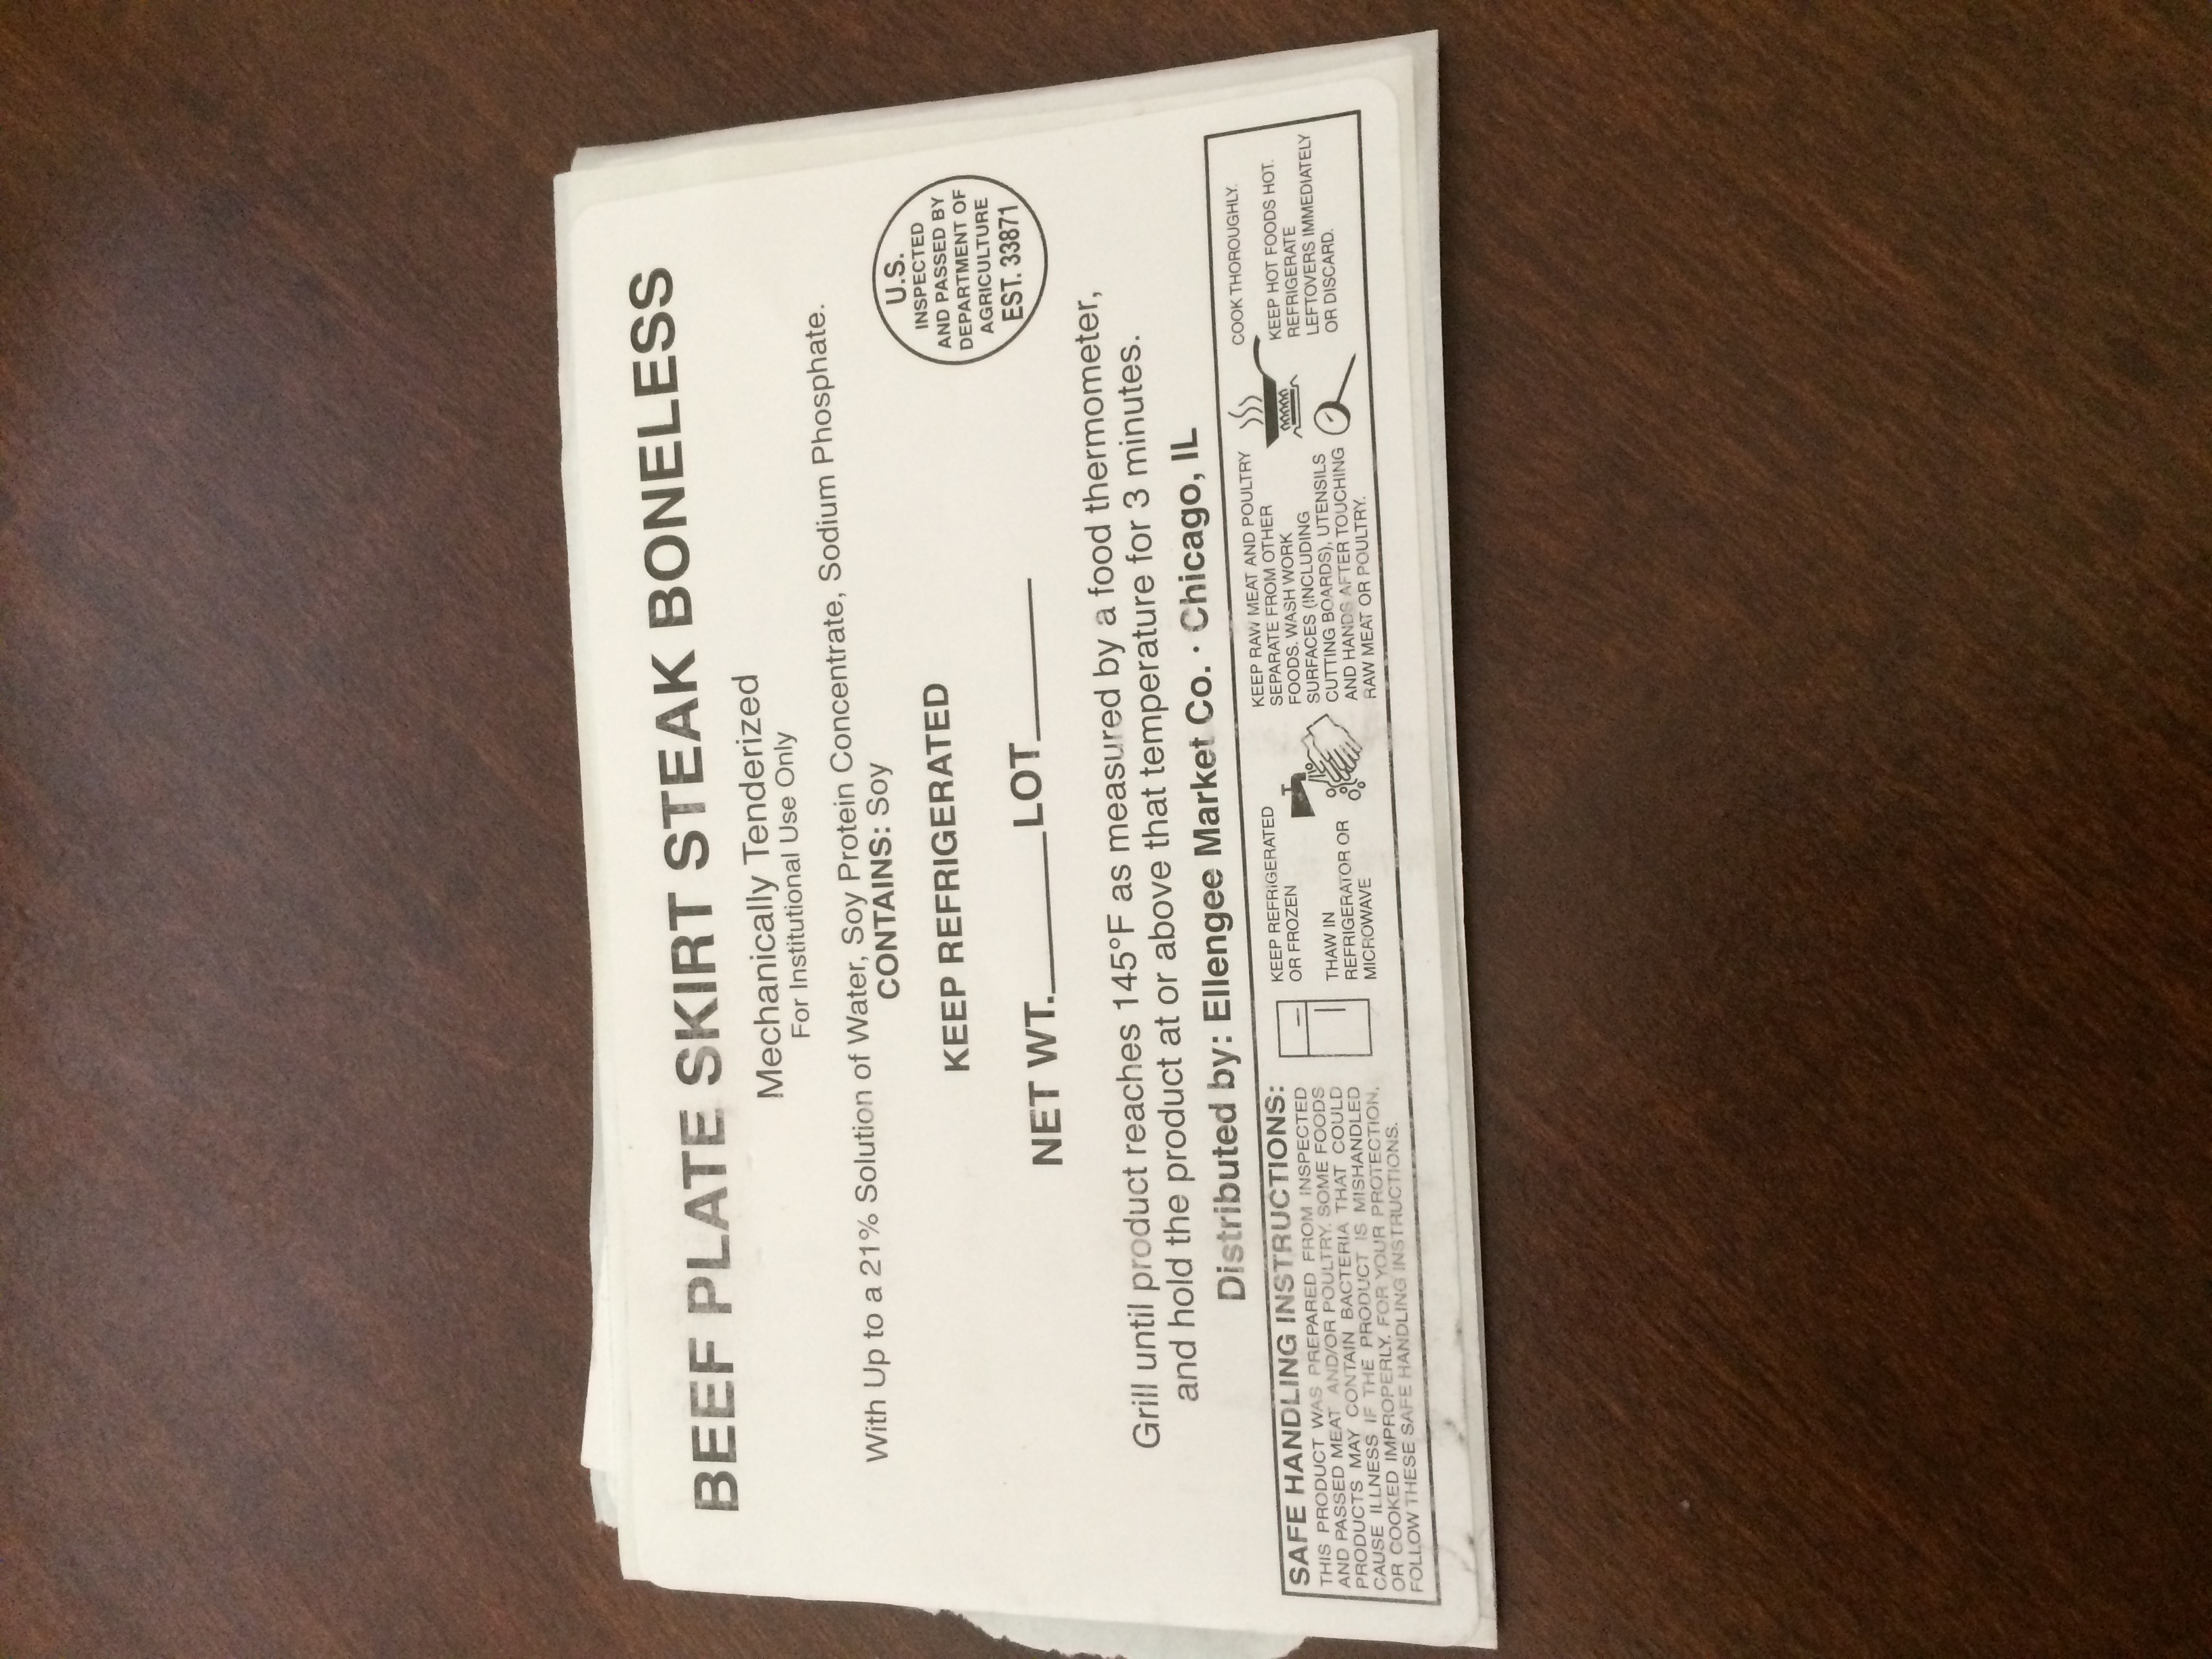 BEEF PLATE SKIRT STEAK BONELESS
Mechanically Tenderized
For Institutional Use Only
With Up to a 21% Solution of Water, Soy Protein Concentrate, Sodium Phosphate.
CONTAINS: Soy
KEEP REFRIGERATED
U.S.
INSPECTED
AND PASSED BY
DEPARTMENT OF
AGRICULTURE
EST. 33871
NET WT.________LOT________
Grill until product reaches 145°F as measured by a food thermometer,
and hold the product at or above that temperature for 3 minutes.
Distributed by: Ellengee Market Co. · Chicago, IL
SAFE HANDLING INSTRUCTIONS:
THIS PRODUCT WAS PREPARED FROM INSPECTED
AND PASSED MEAT AND/OR POULTRY. SOME FOODS
PRODUCTS MAY CONTAIN BACTERIA THAT COULD
CAUSE ILLNESS IF THE PRODUCT IS MISHANDLED
OR COOKED IMPROPERLY. FOR YOUR PROTECTION,
FOLLOW THESE SAFE HANDLING INSTRUCTIONS.
KEEP REFRIGERATED
OR FROZEN
THAW IN
REFRIGERATOR OR
MICROWAVE
KEEP RAW MEAT AND POULTRY
SEPARATE FROM OTHER
FOODS. WASH WORK
SURFACES (INCLUDING
CUTTING BOARDS), UTENSILS
AND HANDS AFTER TOUCHING
RAW MEAT OR POULTRY.
COOK THOROUGHLY.
KEEP HOT FOODS HOT.
REFRIGERATE
LEFTOVERS IMMEDIATELY
OR DISCARD.